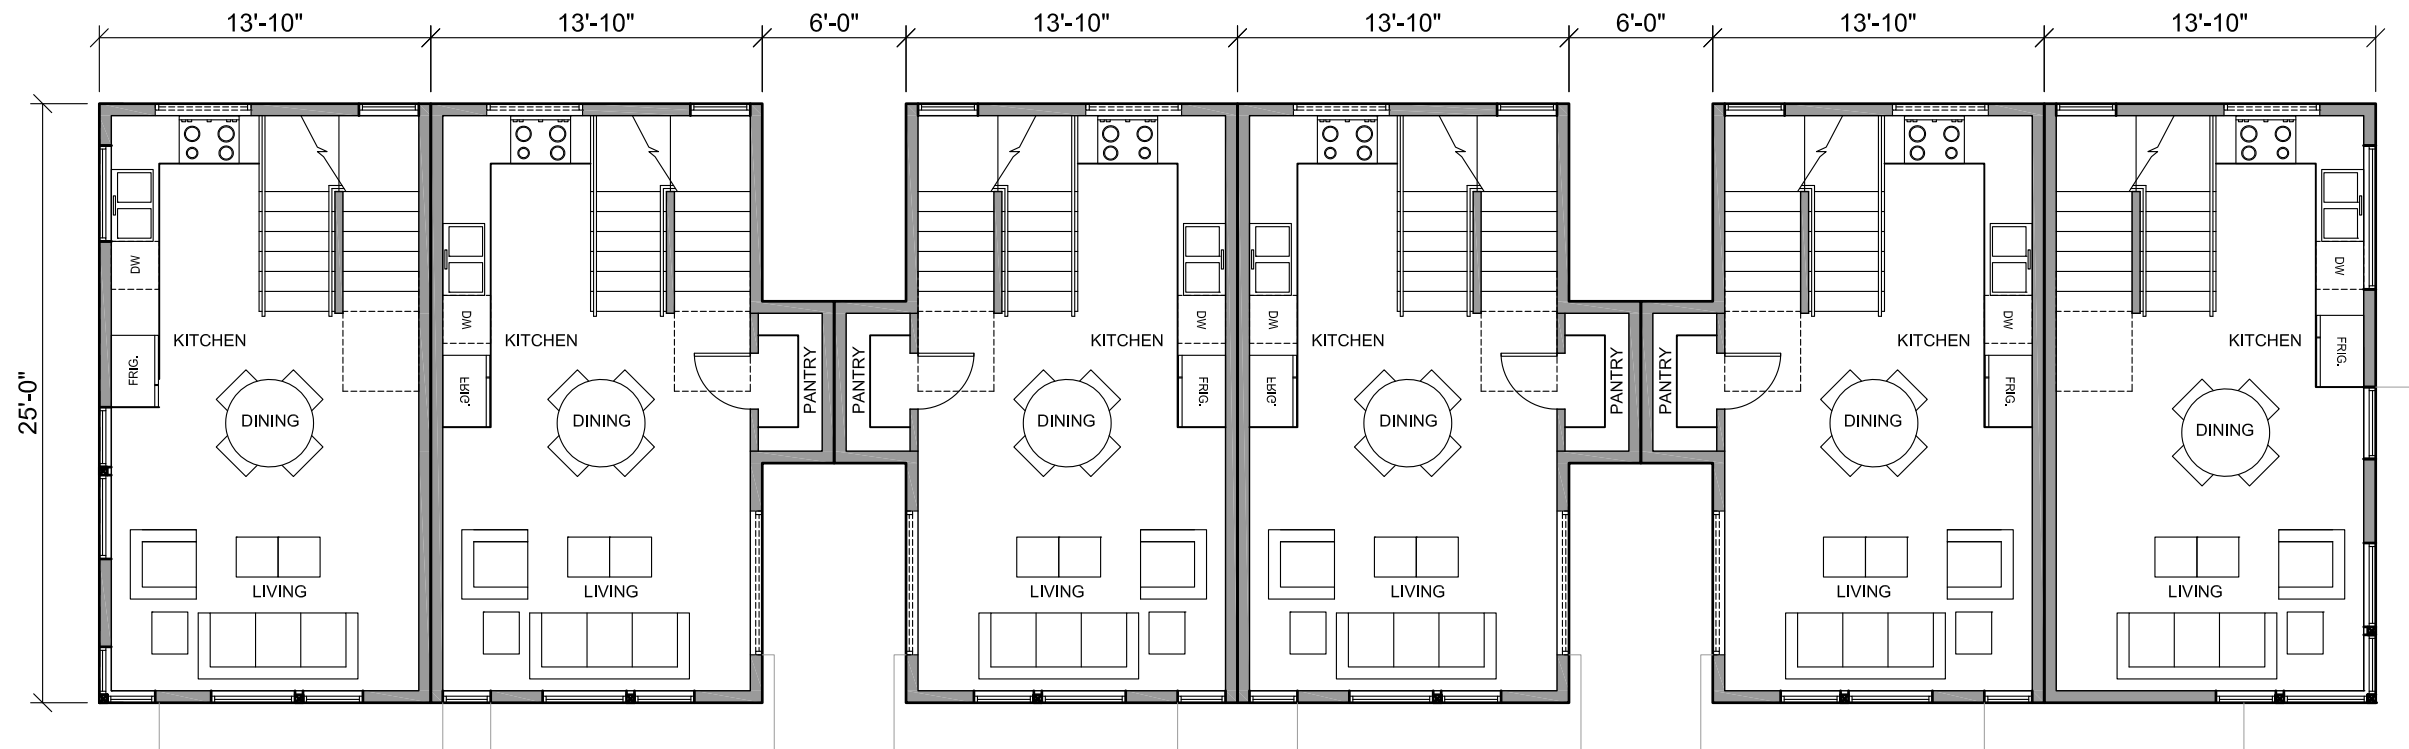 13'-10" 13'-10" 6'-0" 13'-10" 13'-10" 6'-0" 13'-10" 13'-10"
25'-0"
DW DW DW DW DW DW
KITCHEN KITCHEN KITCHEN KITCHEN KITCHEN KITCHEN
FRIG. FRIG. FRIG. FRIG. FRIG. FRIG.
PANTRY PANTRY PANTRY PANTRY
DINING DINING DINING DINING DINING DINING
LIVING LIVING LIVING LIVING LIVING LIVING